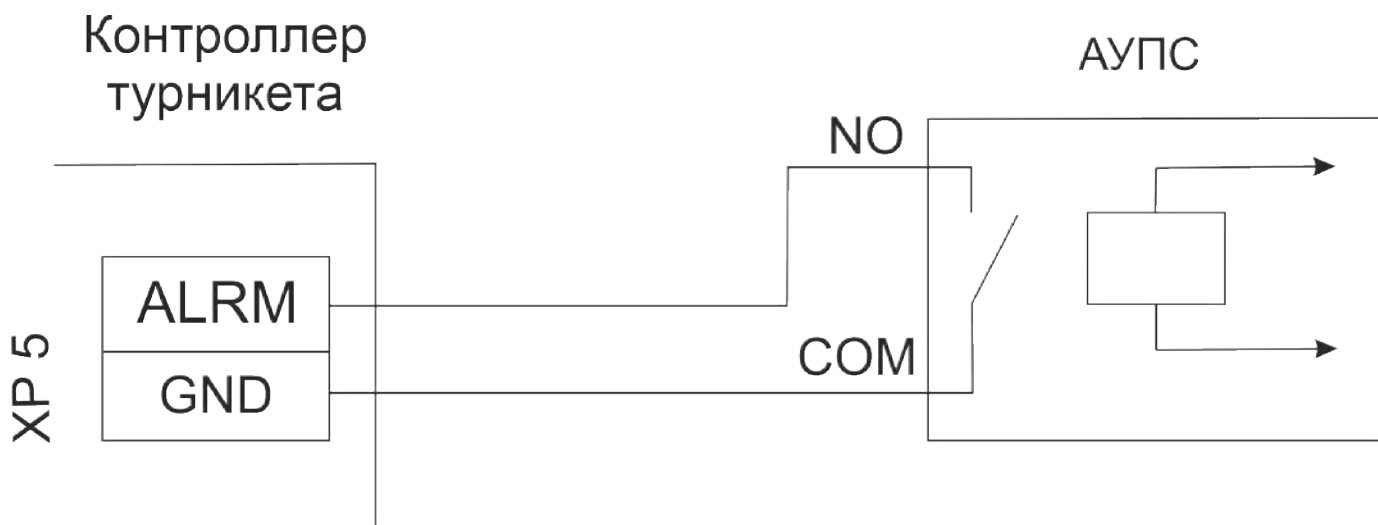 Контроллер
турникета
АУПС
NO
ALRM
COM
GND
XP 5